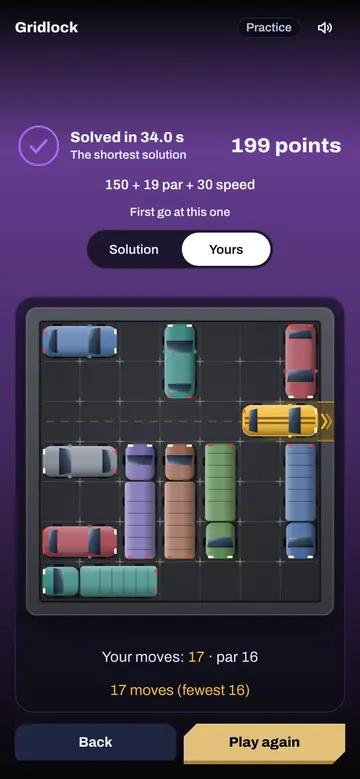 Gridlock
Practice
Solved in 34.0 s
The shortest solution
199 points
150 + 19 par + 30 speed
First go at this one
Solution
Yours
Your moves: 17 · par 16
17 moves (fewest 16)
Back
Play again